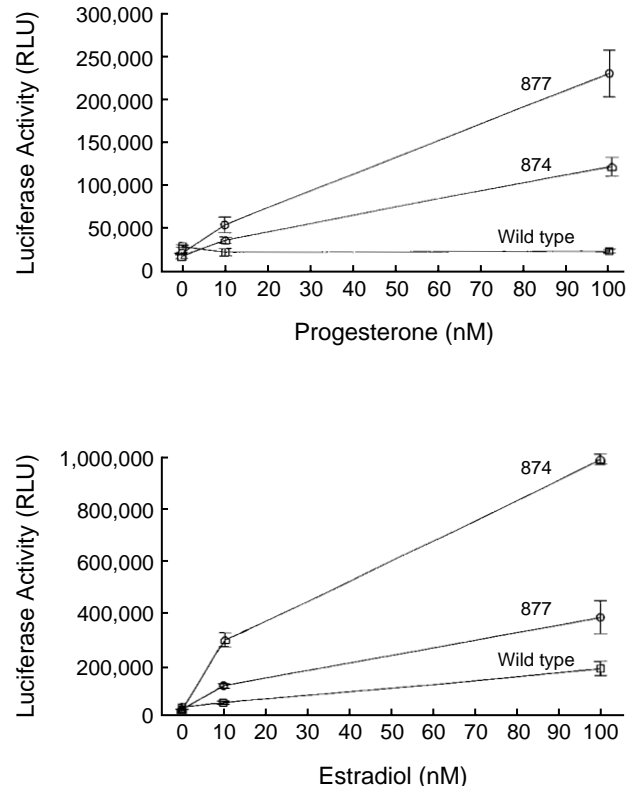 Luciferase Activity (RLU)
300,000
250,000
200,000
150,000
100,000
50,000
0
877
874
Wild type
0 10 20 30 40 50 60 70 80 90 100
Progesterone (nM)
Luciferase Activity (RLU)
1,000,000
800,000
600,000
400,000
200,000
0
874
877
Wild type
0 10 20 30 40 50 60 70 80 90 100
Estradiol (nM)